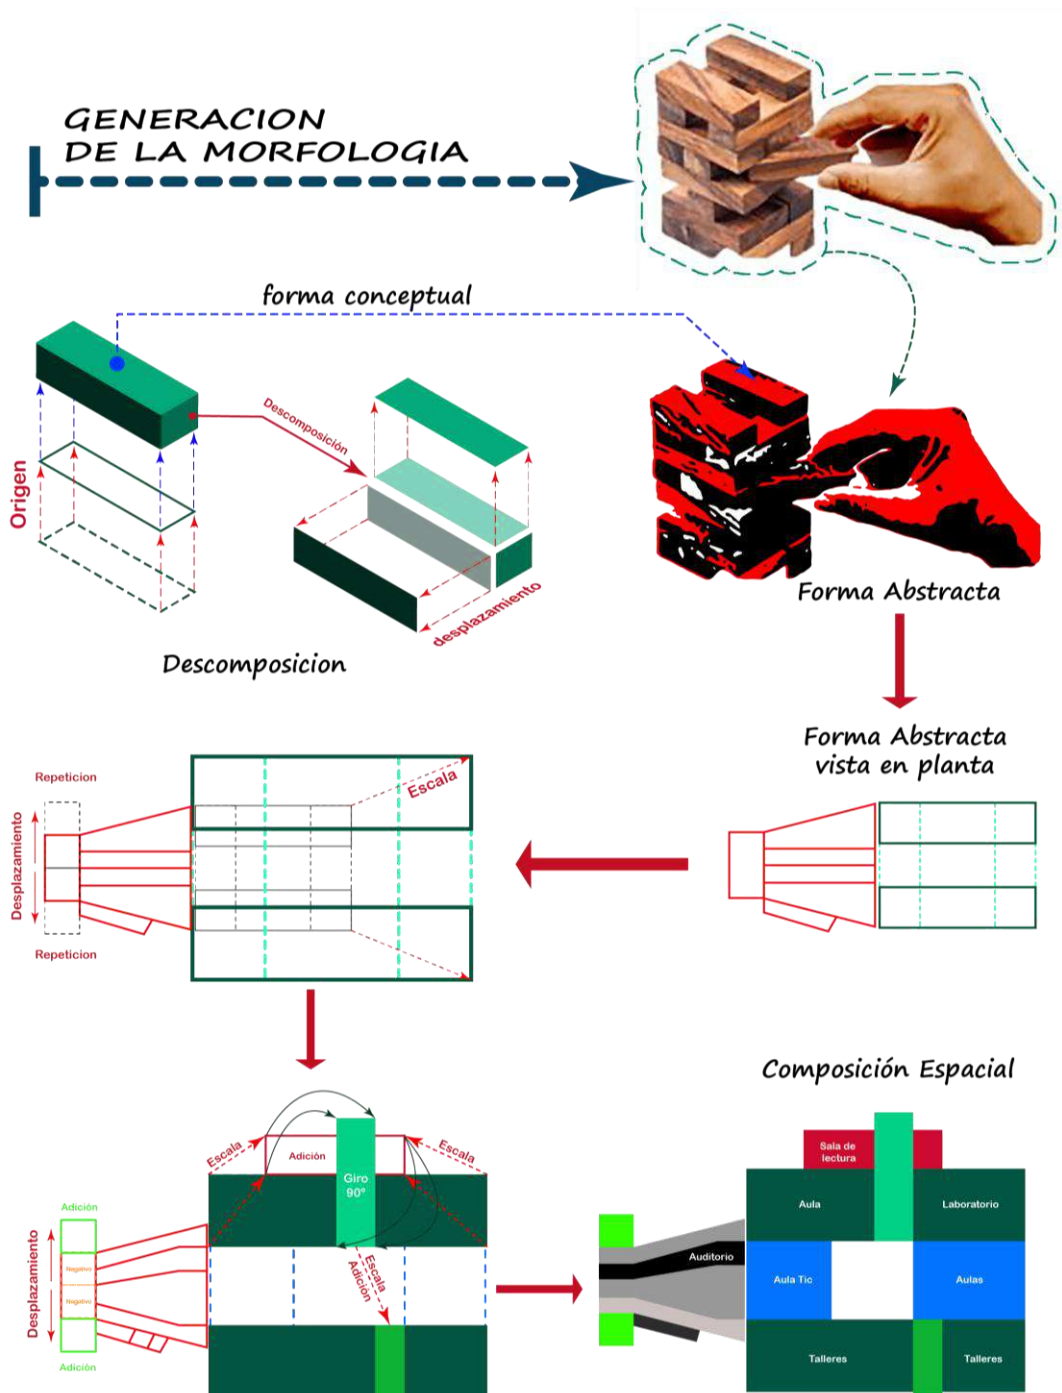 GENERACION
DE LA MORFOLOGIA
forma conceptual
Origen
Descomposición
desplazamiento
Descomposicion
Forma Abstracta
Forma Abstracta
vista en planta
Repeticion
Desplazamiento
Repeticion
Escala
Composición Espacial
Escala
Adición
Escala
Giro
90º
Adición
Negativo
Negativo
Desplazamiento
Adición
Escala
Adición
Sala de
lectura
Aula
Laboratorio
Auditorio
Aula Tic
Aulas
Talleres
Talleres